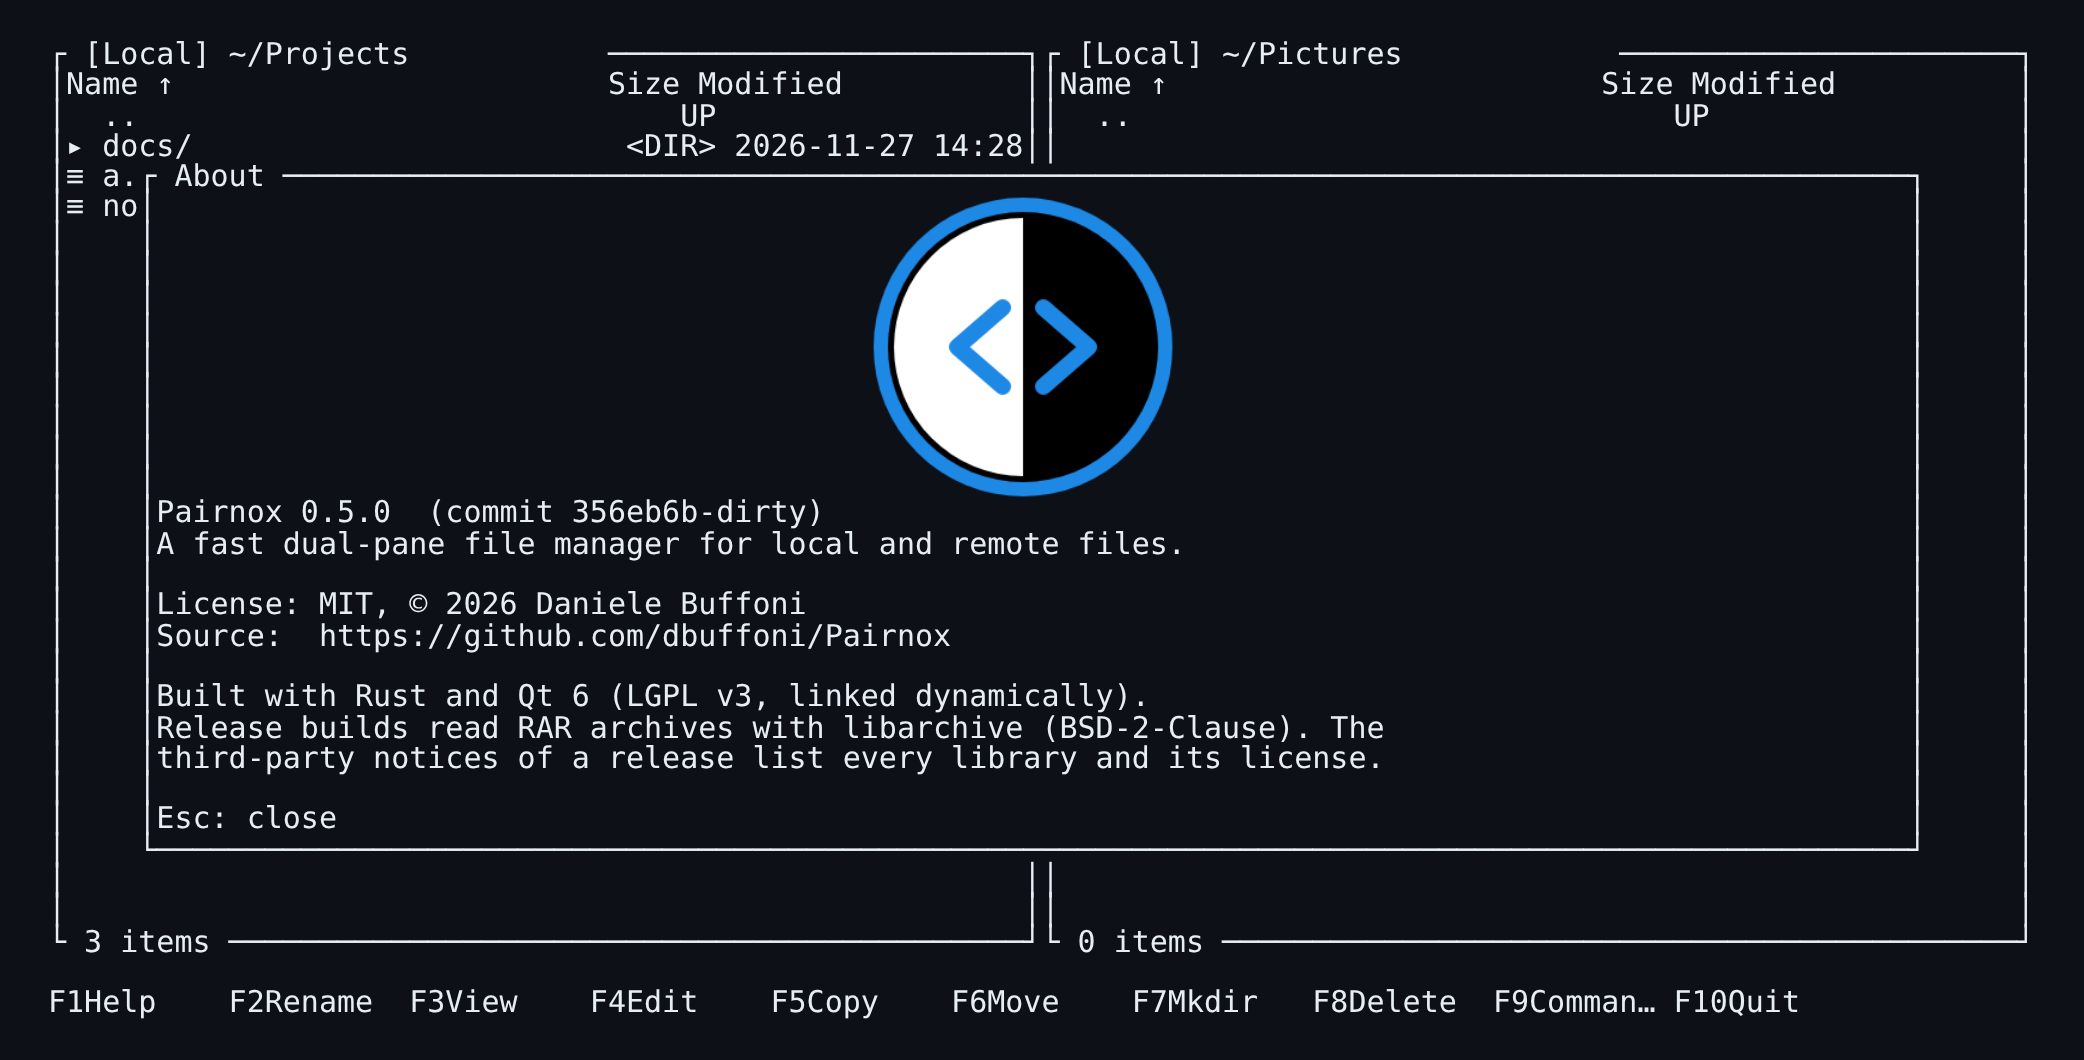 [Local] ~/Projects [Local] ~/Pictures
Name ↑ Size Modified Name ↑ Size Modified
.. UP .. UP
▸ docs/ <DIR> 2026-11-27 14:28
≡ a. About
≡ no
< >
Pairnox 0.5.0 (commit 356eb6b-dirty)
A fast dual-pane file manager for local and remote files.
License: MIT, © 2026 Daniele Buffoni
Source: https://github.com/dbuffoni/Pairnox
Built with Rust and Qt 6 (LGPL v3, linked dynamically).
Release builds read RAR archives with libarchive (BSD-2-Clause). The
third-party notices of a release list every library and its license.
Esc: close
3 items 0 items
F1Help F2Rename F3View F4Edit F5Copy F6Move F7Mkdir F8Delete F9Comman… F10Quit